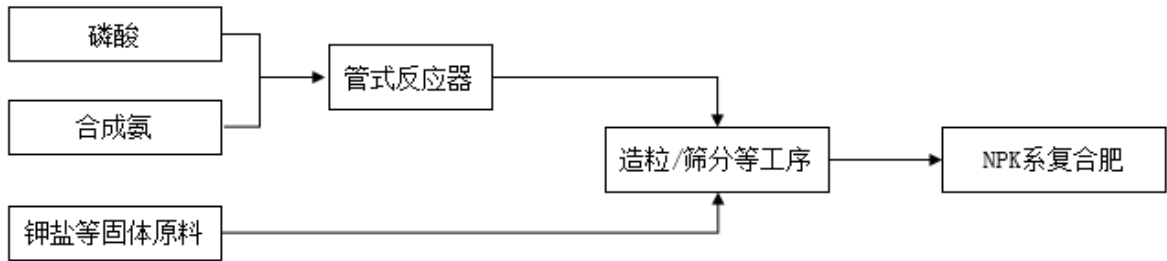 磷酸
合成氨
管式反应器
造粒/筛分等工序
NPK系复合肥
钾盐等固体原料